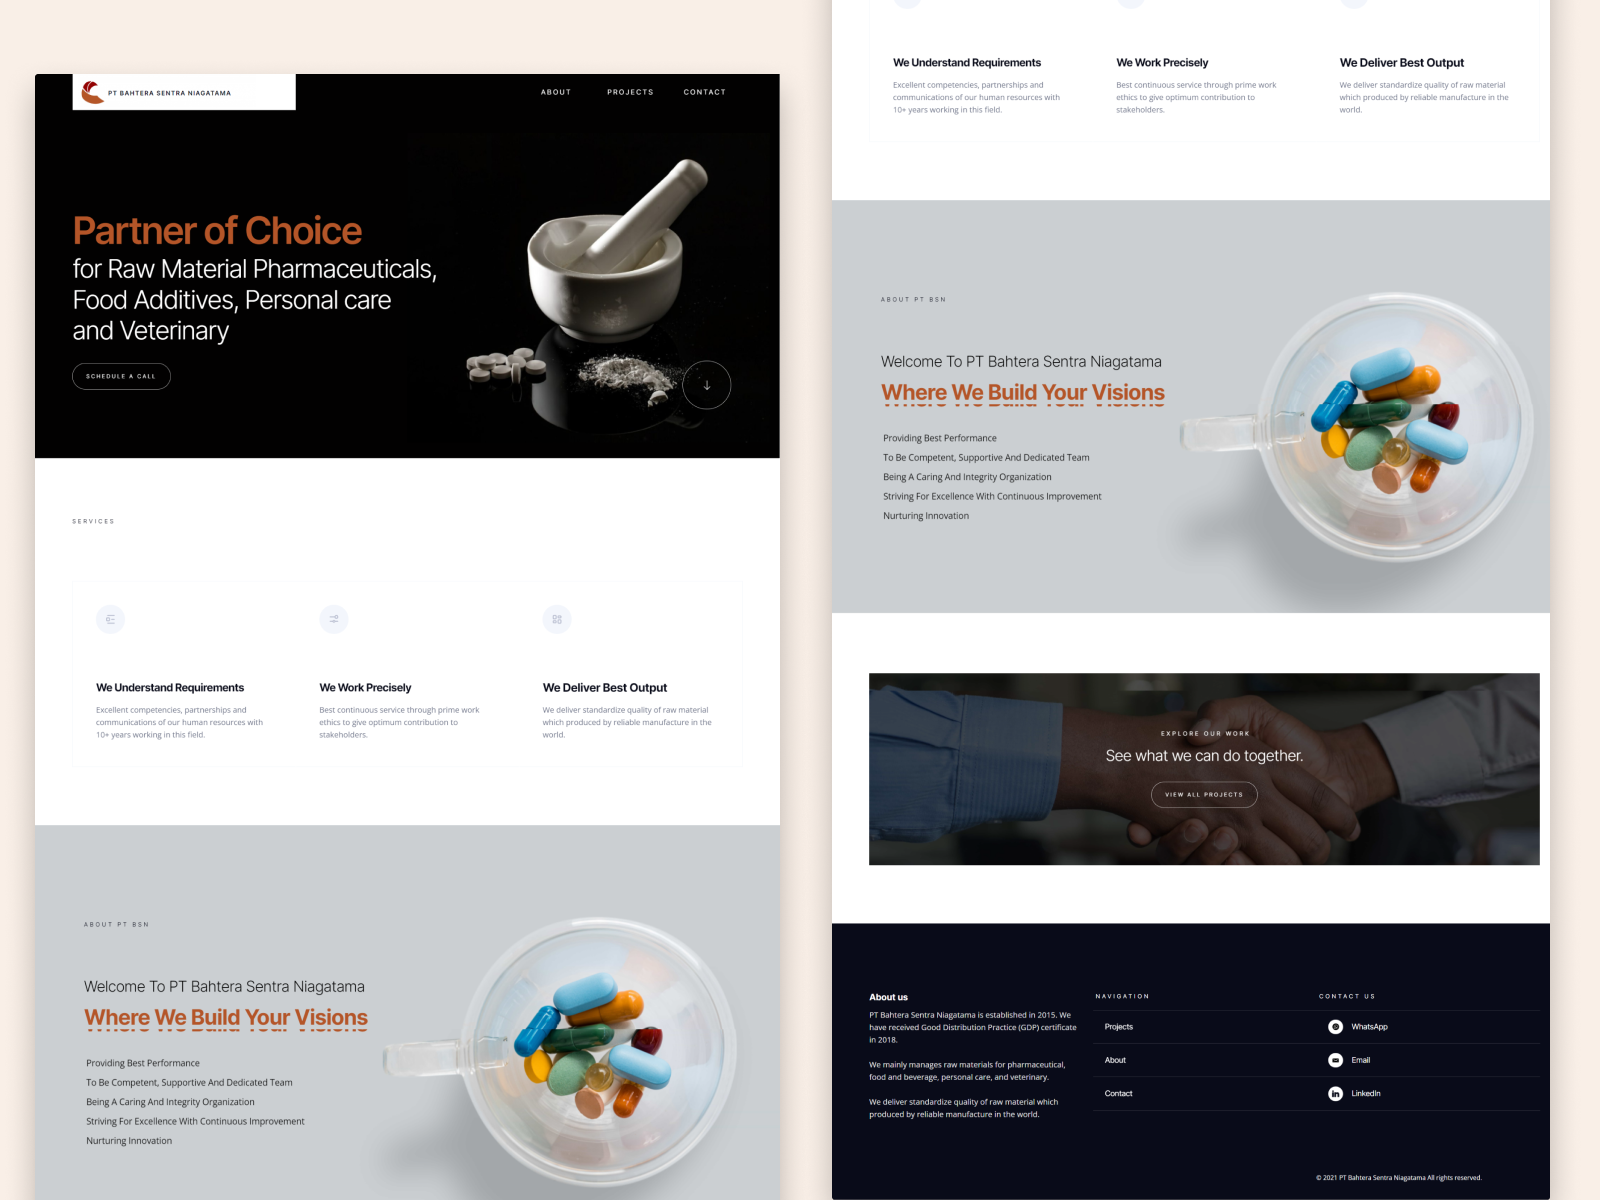 PT BAHTERA SENTRA NIAGATAMA
ABOUT
PROJECTS
CONTACT
Partner of Choice
for Raw Material Pharmaceuticals,
Food Additives, Personal care
and Veterinary
SCHEDULE A CALL
SERVICES
We Understand Requirements
Excellent competencies, partnerships and
communications of our human resources with
10+ years working in this field.
We Work Precisely
Best continuous service through prime work
ethics to give optimum contribution to
stakeholders.
We Deliver Best Output
We deliver standardize quality of raw material
which produced by reliable manufacture in the
world.
ABOUT PT BSN
Welcome To PT Bahtera Sentra Niagatama
Where We Build Your Visions
Where We Build Your Visions
Providing Best Performance
To Be Competent, Supportive And Dedicated Team
Being A Caring And Integrity Organization
Striving For Excellence With Continuous Improvement
Nurturing Innovation
We Understand Requirements
Excellent competencies, partnerships and
communications of our human resources with
10+ years working in this field.
We Work Precisely
Best continuous service through prime work
ethics to give optimum contribution to
stakeholders.
We Deliver Best Output
We deliver standardize quality of raw material
which produced by reliable manufacture in the
world.
ABOUT PT BSN
Welcome To PT Bahtera Sentra Niagatama
Where We Build Your Visions
Where We Build Your Visions
Providing Best Performance
To Be Competent, Supportive And Dedicated Team
Being A Caring And Integrity Organization
Striving For Excellence With Continuous Improvement
Nurturing Innovation
EXPLORE OUR WORK
See what we can do together.
VIEW ALL PROJECTS
About us
PT Bahtera Sentra Niagatama is established in 2015. We
have received Good Distribution Practice (GDP) certificate
in 2018.
We mainly manages raw materials for pharmaceutical,
food and beverage, personal care, and veterinary.
We deliver standardize quality of raw material which
produced by reliable manufacture in the world.
NAVIGATION
Projects
About
Contact
CONTACT US
WhatsApp
Email
in LinkedIn
© 2021 PT Bahtera Sentra Niagatama All rights reserved.